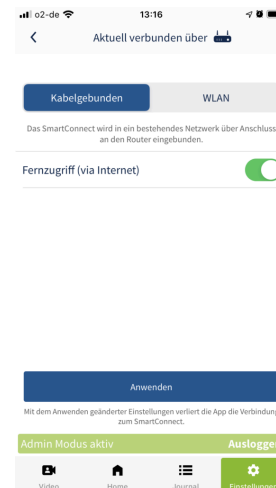 o2-de 13:16
Aktuell verbunden über
Kabelgebunden WLAN
Das SmartConnect wird in ein bestehendes Netzwerk über Anschluss
an den Router eingebunden.
Fernzugriff (via Internet)
Anwenden
Mit dem Anwenden geänderter Einstellungen verliert die App die Verbindung
zum SmartConnect.
Admin Modus aktiv Auslogge
Video Home Journal Einstellungen